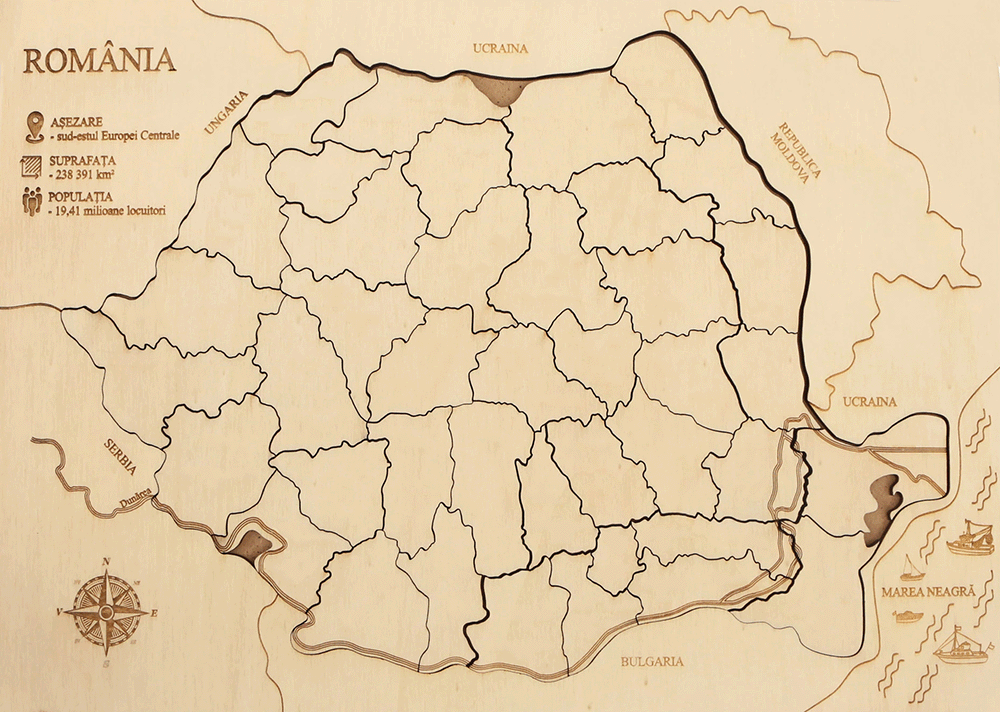 ROMÂNIA
AȘEZARE
- sud-estul Europei Centrale
SUPRAFAȚA
- 238 391 km²
POPULAȚIA
- 19,41 milioane locuitori
UCRAINA
UNGARIA
REPUBLICA
MOLDOVA
UCRAINA
SERBIA
Dunărea
N
V
E
S
MAREA NEAGRĂ
BULGARIA